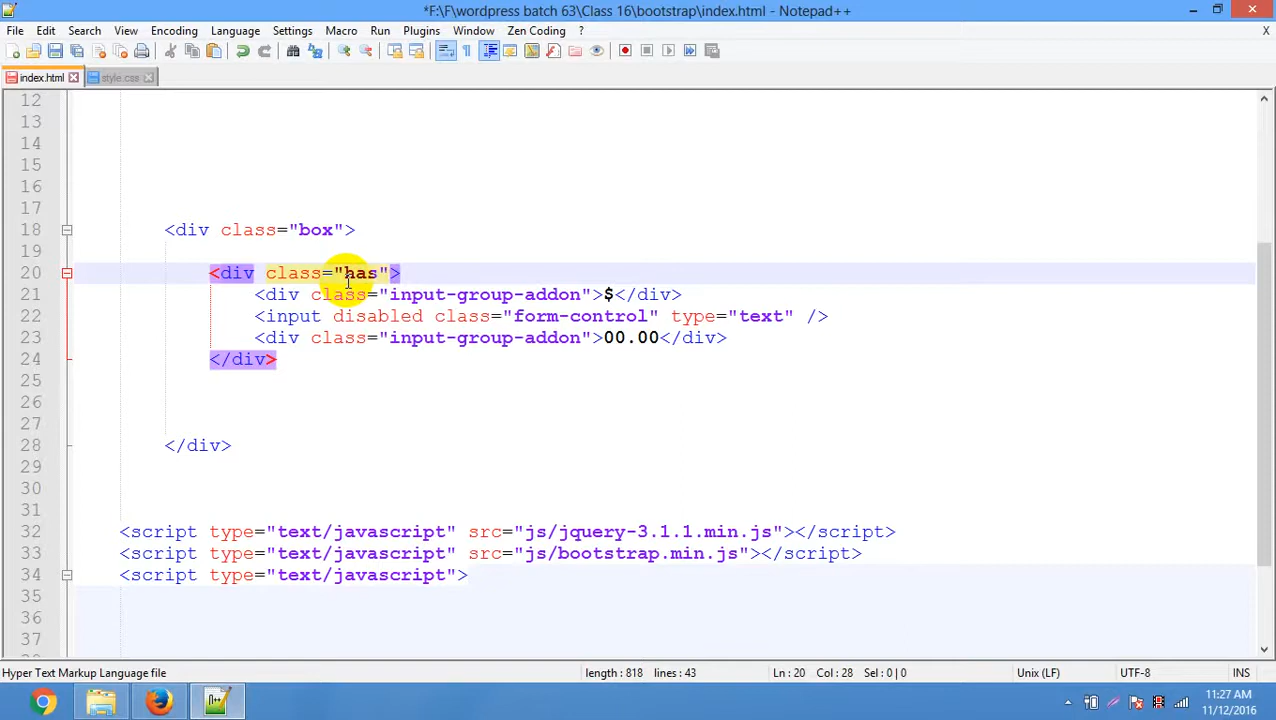 *F:\F\wordpress batch 63\Class 16\bootstrap\index.html - Notepad++
File Edit Search View Encoding Language Settings Macro Run Plugins Window Zen Coding ? X
index.html style.css
12
13
14
15
16
17
18 <div class="box">
19
20 <div class="has">
21 <div class="input-group-addon">$</div>
22 <input disabled class="form-control" type="text" />
23 <div class="input-group-addon">00.00</div>
24 </div>
25
26
27
28 </div>
29
30
31
32 <script type="text/javascript" src="js/jquery-3.1.1.min.js"></script>
33 <script type="text/javascript" src="js/bootstrap.min.js"></script>
34 <script type="text/javascript">
35
36
37
Hyper Text Markup Language file length : 818 lines : 43 Ln : 20 Col : 28 Sel : 0 | 0 Unix (LF) UTF-8 INS
11:27 AM
11/12/2016